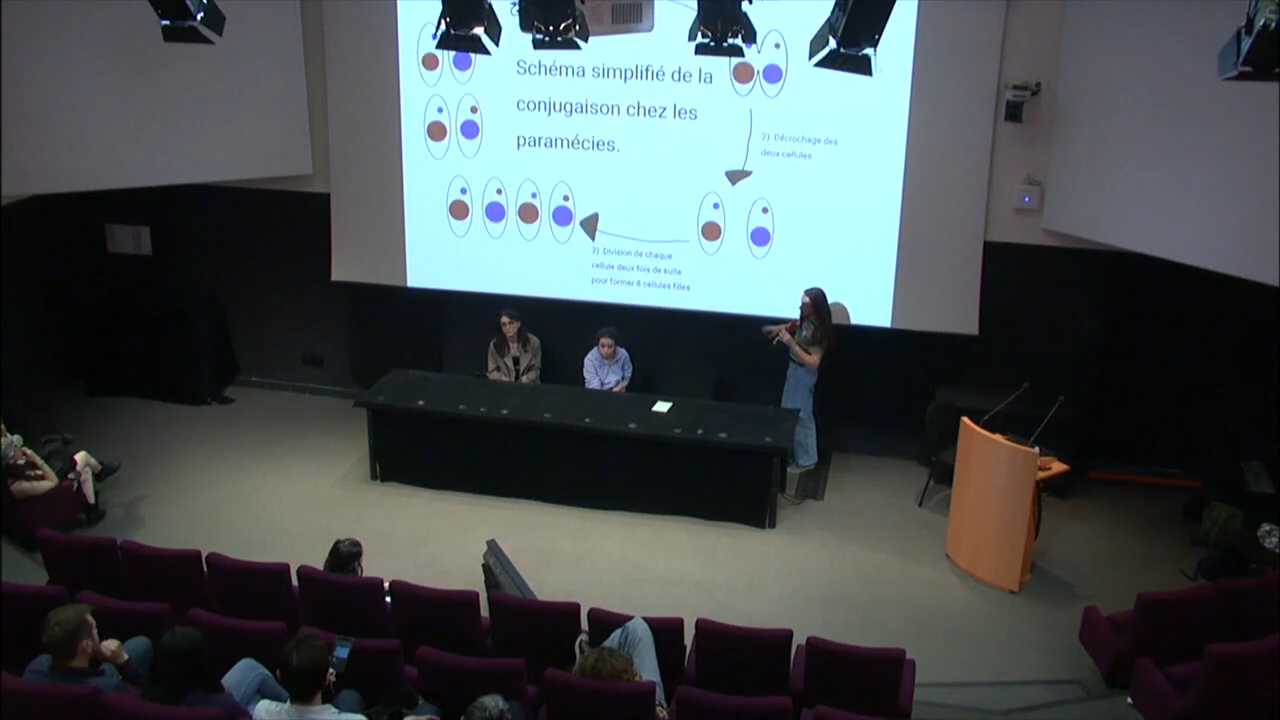 Schéma simplifié de la
conjugaison chez les
paramécies.
2) Décrochage des
deux cellules
3) Division de chaque
cellule deux fois de suite
pour former 8 cellules filles